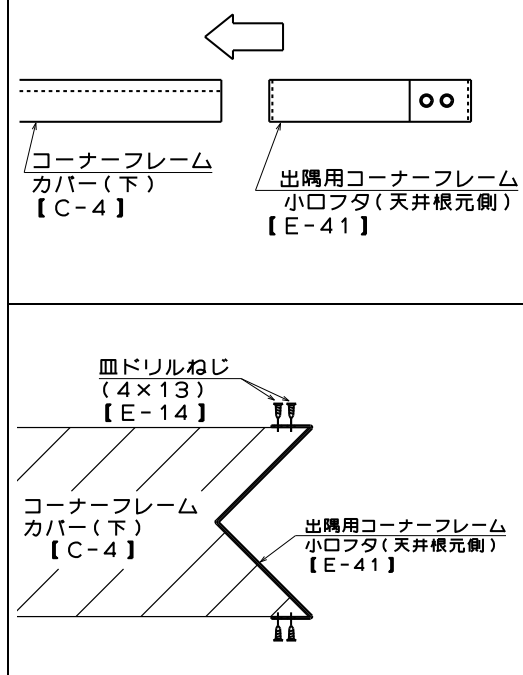 コーナーフレーム
カバー(下)
【C-4】
出隅用コーナーフレーム
小口フタ(天井根元側)
【E-41】
皿ドリルねじ
(4×13)
【E-14】
コーナーフレーム
カバー(下)
【C-4】
出隅用コーナーフレーム
小口フタ(天井根元側)
【E-41】